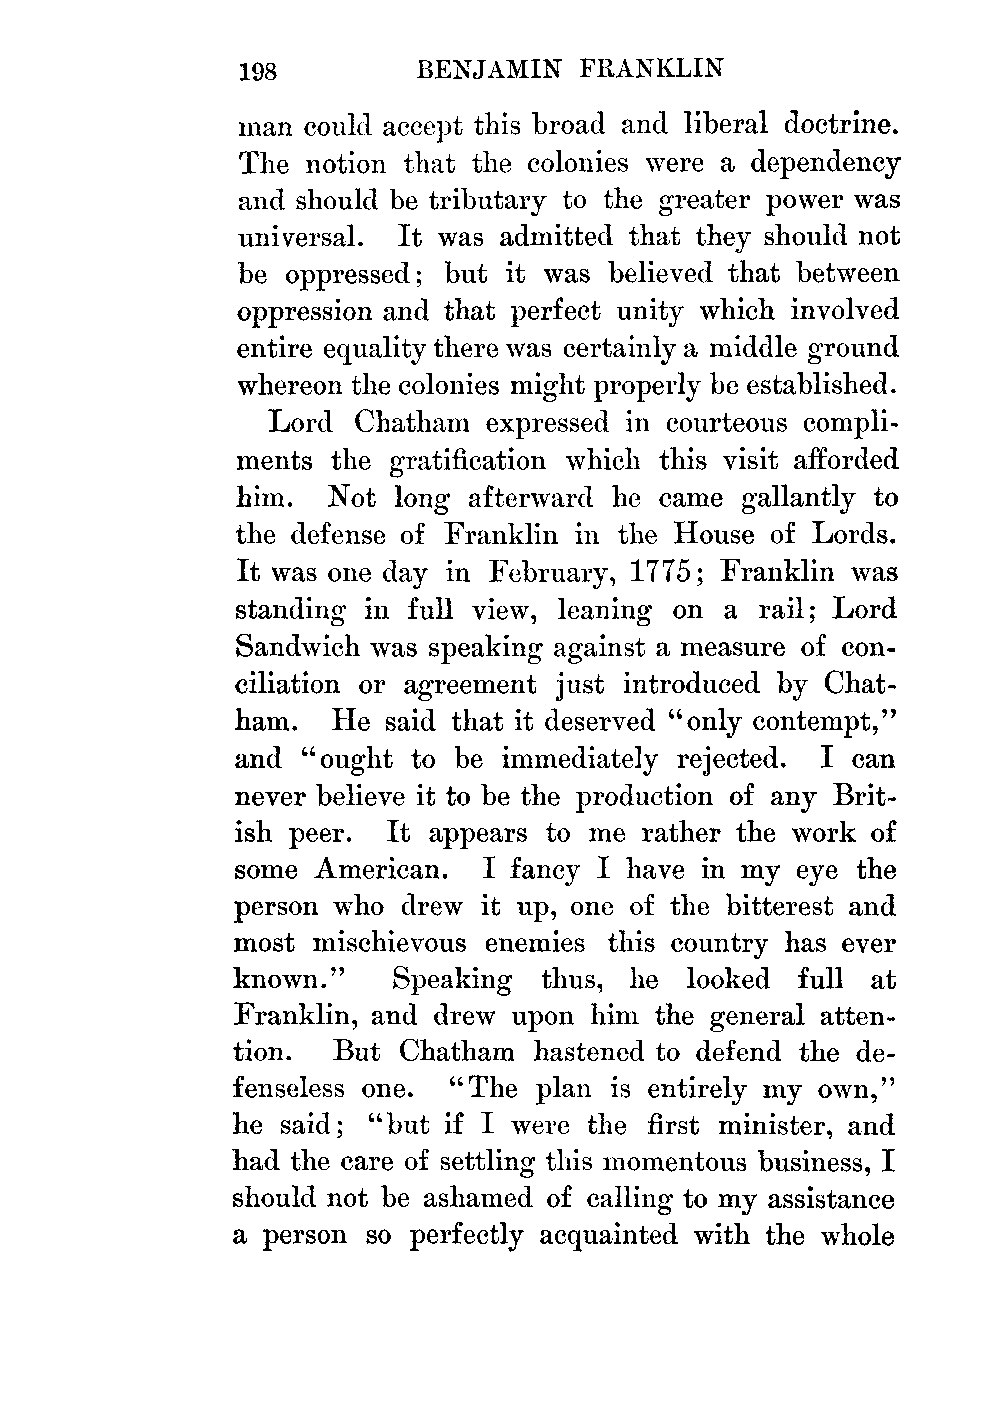 198 BENJAMIN FRANKLIN
man could accept this broad and liberal doctrine.
The notion that the colonies were a dependency
and should be tributary to the greater power was
universal. It was admitted that they should not
be oppressed; but it was believed that between
oppression and that perfect unity which involved
entire equality there was certainly a middle ground
whereon the colonies might properly be established.
Lord Chatham expressed in courteous compli-
ments the gratification which this visit afforded
him. Not long afterward he came gallantly to
the defense of Franklin in the House of Lords.
It was one day in February, 1775; Franklin was
standing in full view, leaning on a rail; Lord
Sandwich was speaking against a measure of con-
ciliation or agreement just introduced by Chat-
ham. He said that it deserved "only contempt,"
and "ought to be immediately rejected. I can
never believe it to be the production of any Brit-
ish peer. It appears to me rather the work of
some American. I fancy I have in my eye the
person who drew it up, one of the bitterest and
most mischievous enemies this country has ever
known." Speaking thus, he looked full at
Franklin, and drew upon him the general atten-
tion. But Chatham hastened to defend the de-
fenseless one. "The plan is entirely my own,"
he said; "but if I were the first minister, and
had the care of settling this momentous business, I
should not be ashamed of calling to my assistance
a person so perfectly acquainted with the whole